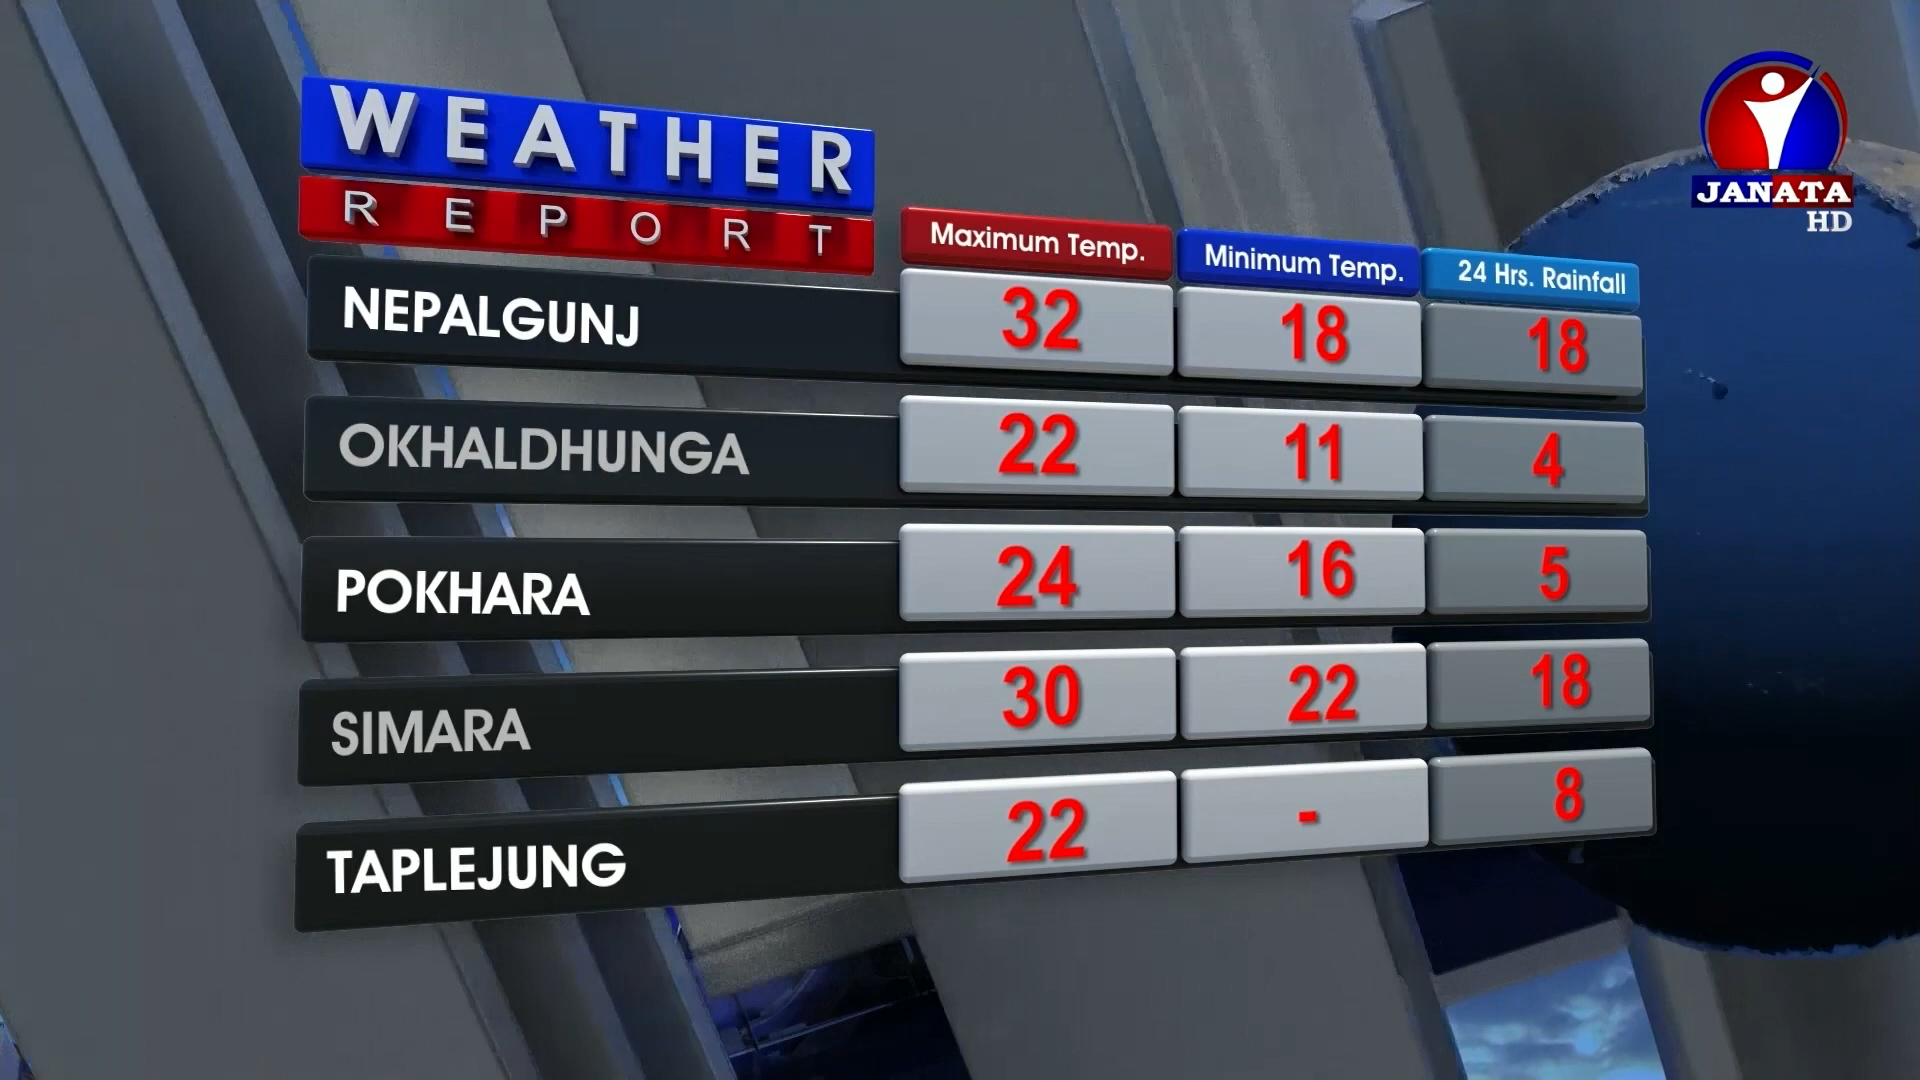 WEATHER
REPORT
JANATA
HD
Maximum Temp. Minimum Temp. 24 Hrs. Rainfall
NEPALGUNJ 32 18 18
OKHALDHUNGA 22 11 4
POKHARA 24 16 5
SIMARA 30 22 18
TAPLEJUNG 22 - 8